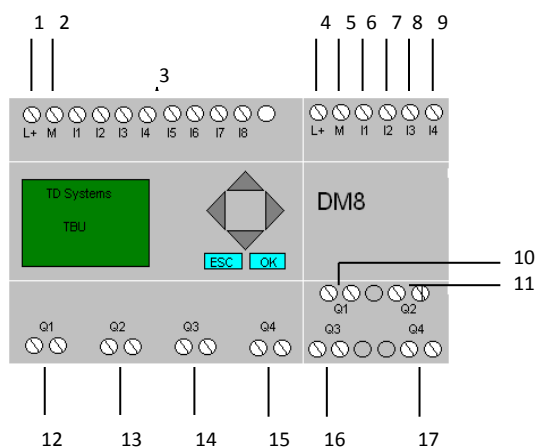 1 2 4 5 6 7 8 9
3
L+ M I1 I2 I3 I4 I5 I6 I7 I8 L+ M I1 I2 I3 I4
TD Systems
TBU
DM8
ESC OK
10
11
Q1 Q2
Q1 Q2 Q3 Q4 Q3 Q4
12 13 14 15 16 17